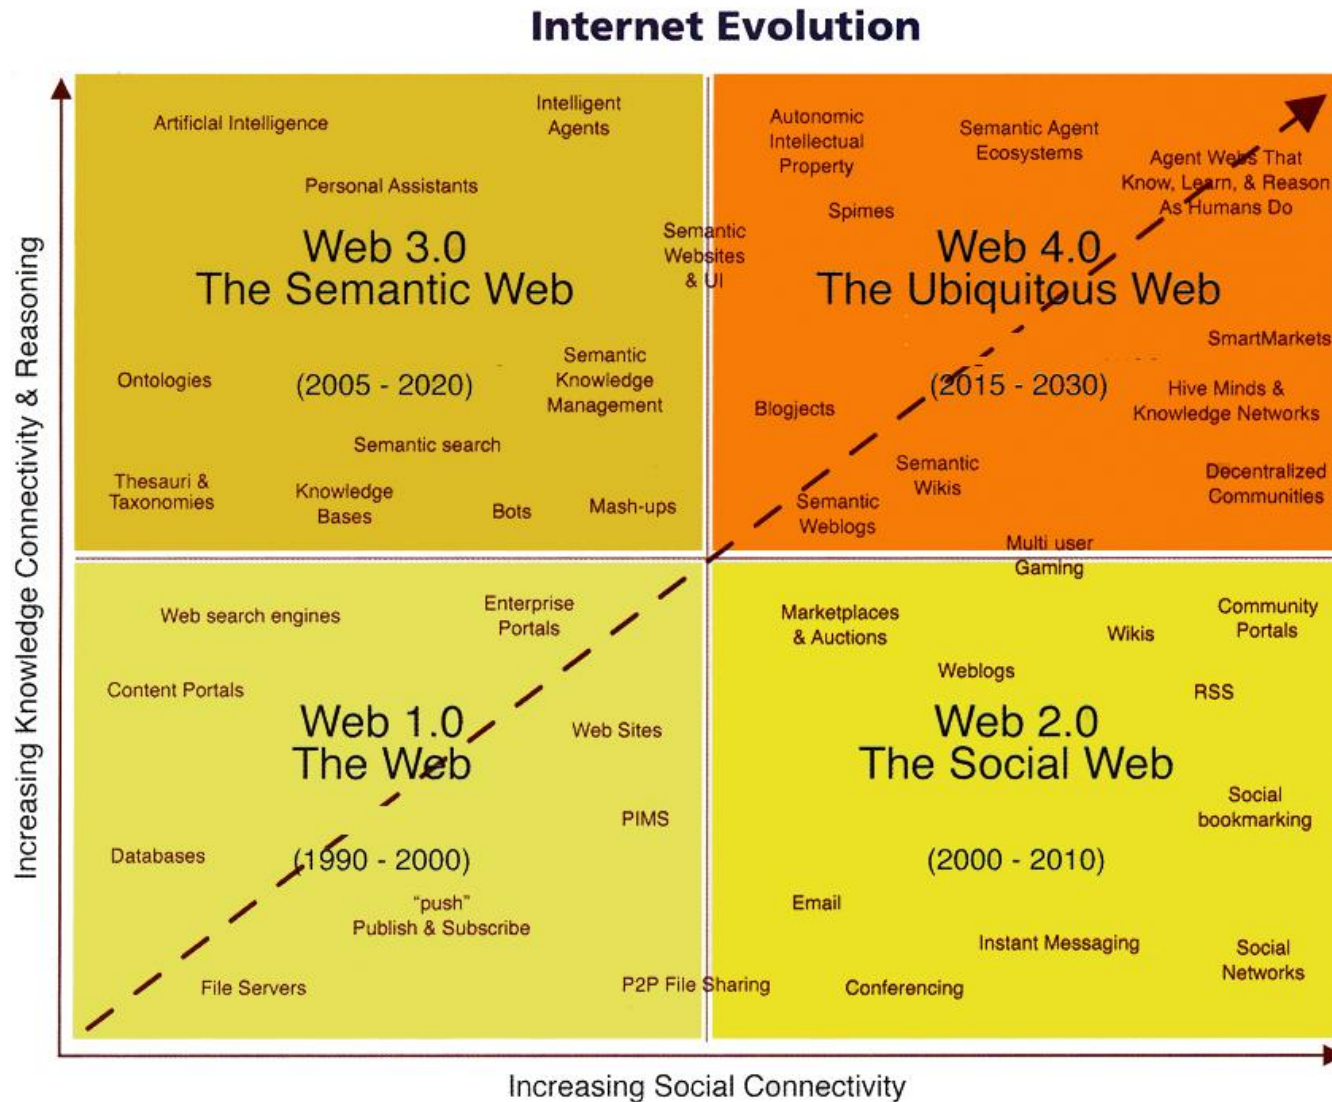 Internet Evolution
Increasing Knowledge Connectivity & Reasoning
Artificial Intelligence
Intelligent
Agents
Personal Assistants
Web 3.0
The Semantic Web
Semantic
Websites
& UI
Ontologies
(2005 - 2020)
Semantic
Knowledge
Management
Semantic search
Thesauri &
Taxonomies
Knowledge
Bases
Bots
Mash-ups
Autonomic
Intellectual
Property
Semantic Agent
Ecosystems
Agent Webs That
Know, Learn, & Reason
As Humans Do
Spimes
Web 4.0
The Ubiquitous Web
SmartMarkets
(2015 - 2030)
Blogjects
Hive Minds &
Knowledge Networks
Semantic
Wikis
Decentralized
Communities
Semantic
Weblogs
Multi user
Gaming
Web search engines
Enterprise
Portals
Content Portals
Web 1.0
The Web
Web Sites
PIMS
Databases
(1990 - 2000)
“push”
Publish & Subscribe
File Servers
P2P File Sharing
Marketplaces
& Auctions
Wikis
Community
Portals
Weblogs
RSS
Web 2.0
The Social Web
Social
bookmarking
(2000 - 2010)
Email
Instant Messaging
Social
Networks
Conferencing
Increasing Social Connectivity